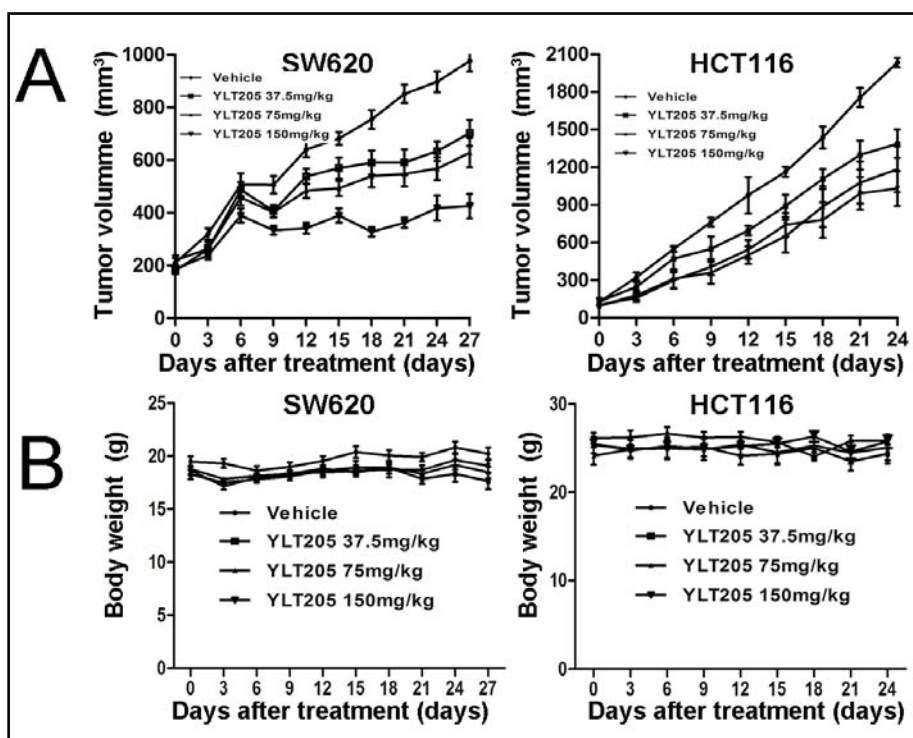 A
SW620
Tumor volumme (mm³)
1000
800
600
400
200
0
Vehicle
YLT205 37.5mg/kg
YLT205 75mg/kg
YLT205 150mg/kg
0 3 6 9 12 15 18 21 24 27
Days after treatment (days)
HCT116
Tumor volumme (mm³)
2100
1800
1500
1200
900
600
300
0
Vehicle
YLT205 37.5mg/kg
YLT205 75mg/kg
YLT205 150mg/kg
0 3 6 9 12 15 18 21 24
Days after treatment (days)
B
SW620
Body weight (g)
25
20
15
10
5
0
Vehicle
YLT205 37.5mg/kg
YLT205 75mg/kg
YLT205 150mg/kg
0 3 6 9 12 15 18 21 24 27
Days after treatment (days)
HCT116
Body weight (g)
30
20
10
0
Vehicle
YLT205 37.5mg/kg
YLT205 75mg/kg
YLT205 150mg/kg
0 3 6 9 12 15 18 21 24
Days after treatment (days)